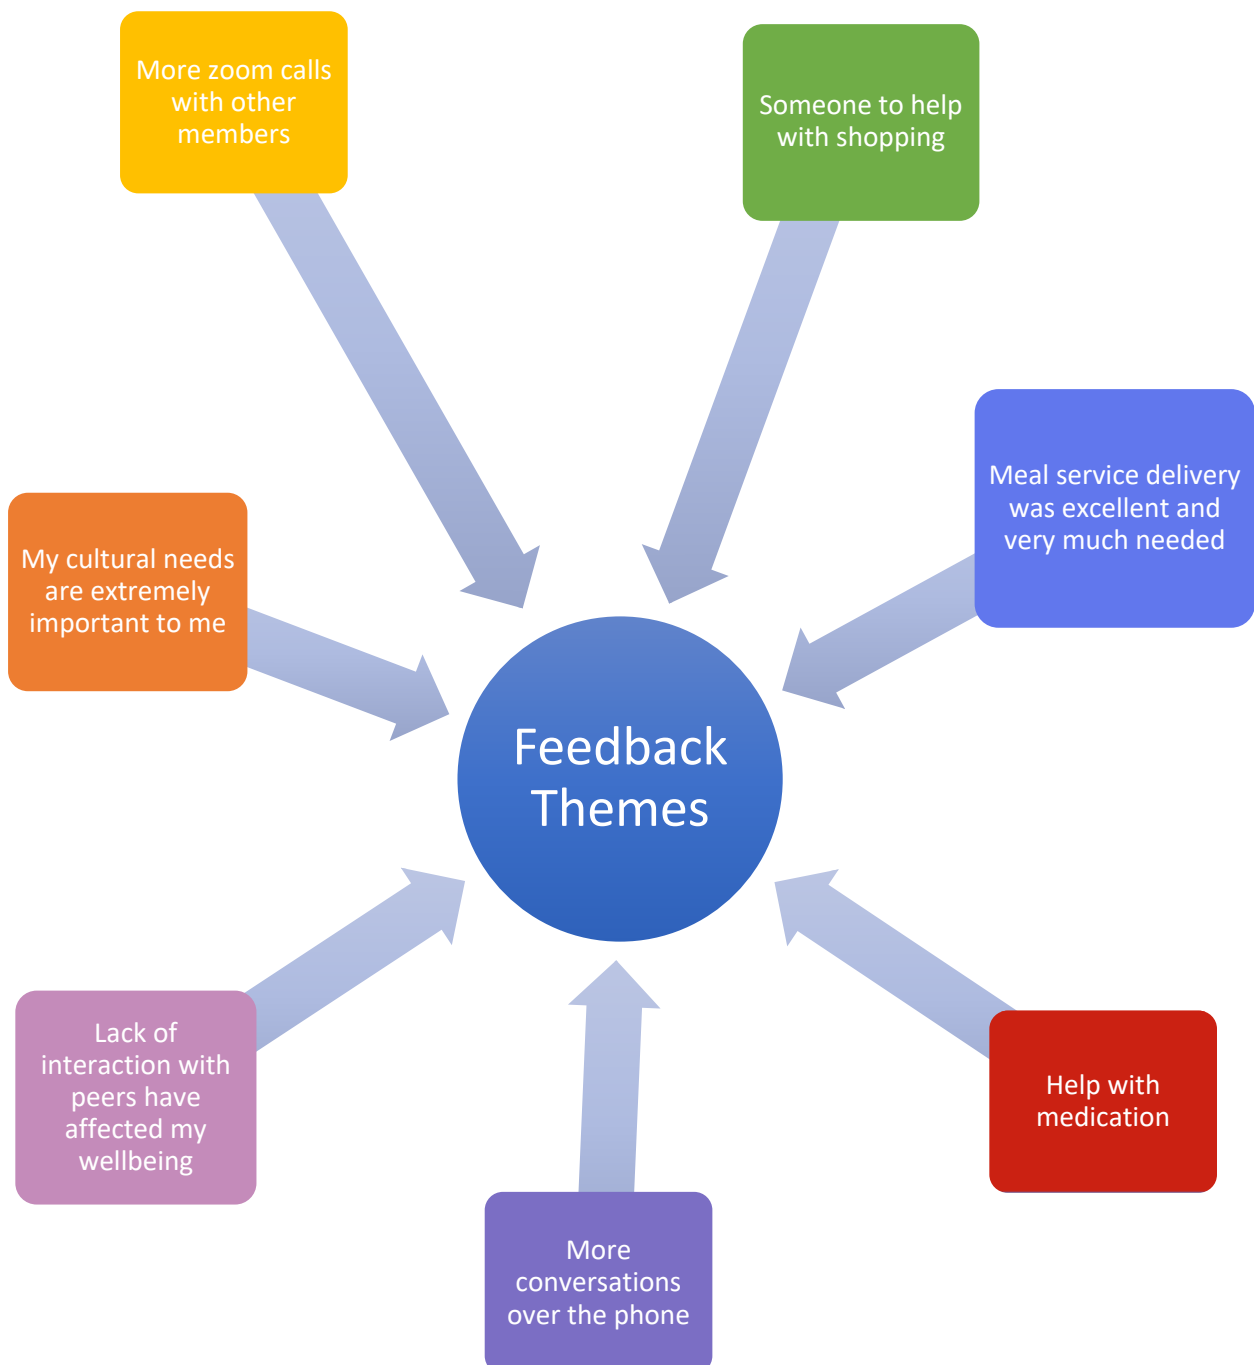 More zoom calls
with other
members
Someone to help
with shopping
Meal service delivery
was excellent and
very much needed
My cultural needs
are extremely
important to me
Feedback
Themes
Lack of
interaction with
peers have
affected my
wellbeing
Help with
medication
More
conversations
over the phone